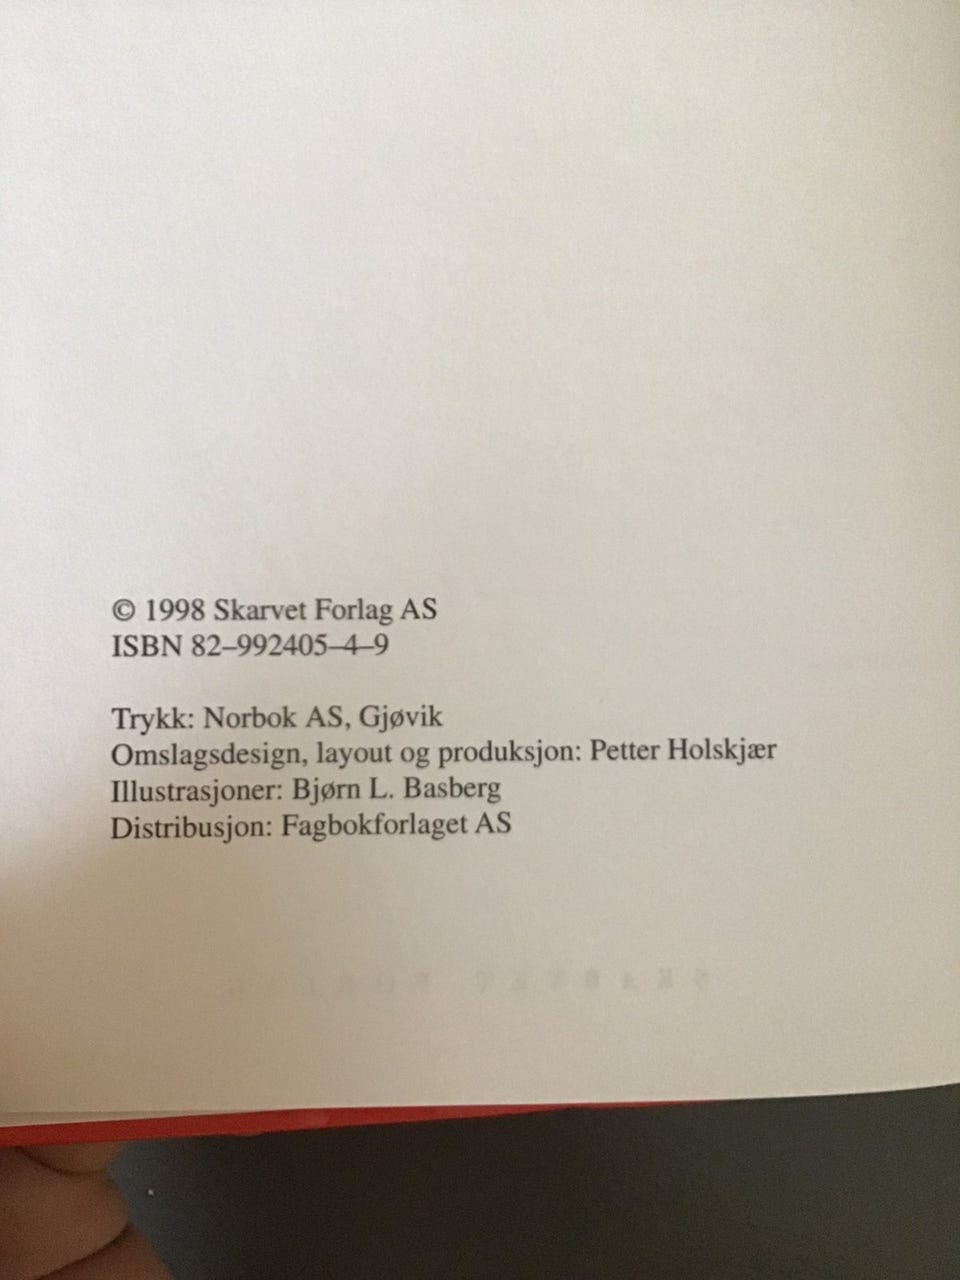 © 1998 Skarvet Forlag AS
ISBN 82–992405–4–9
Trykk: Norbok AS, Gjøvik
Omslagsdesign, layout og produksjon: Petter Holskjær
Illustrasjoner: Bjørn L. Basberg
Distribusjon: Fagbokforlaget AS